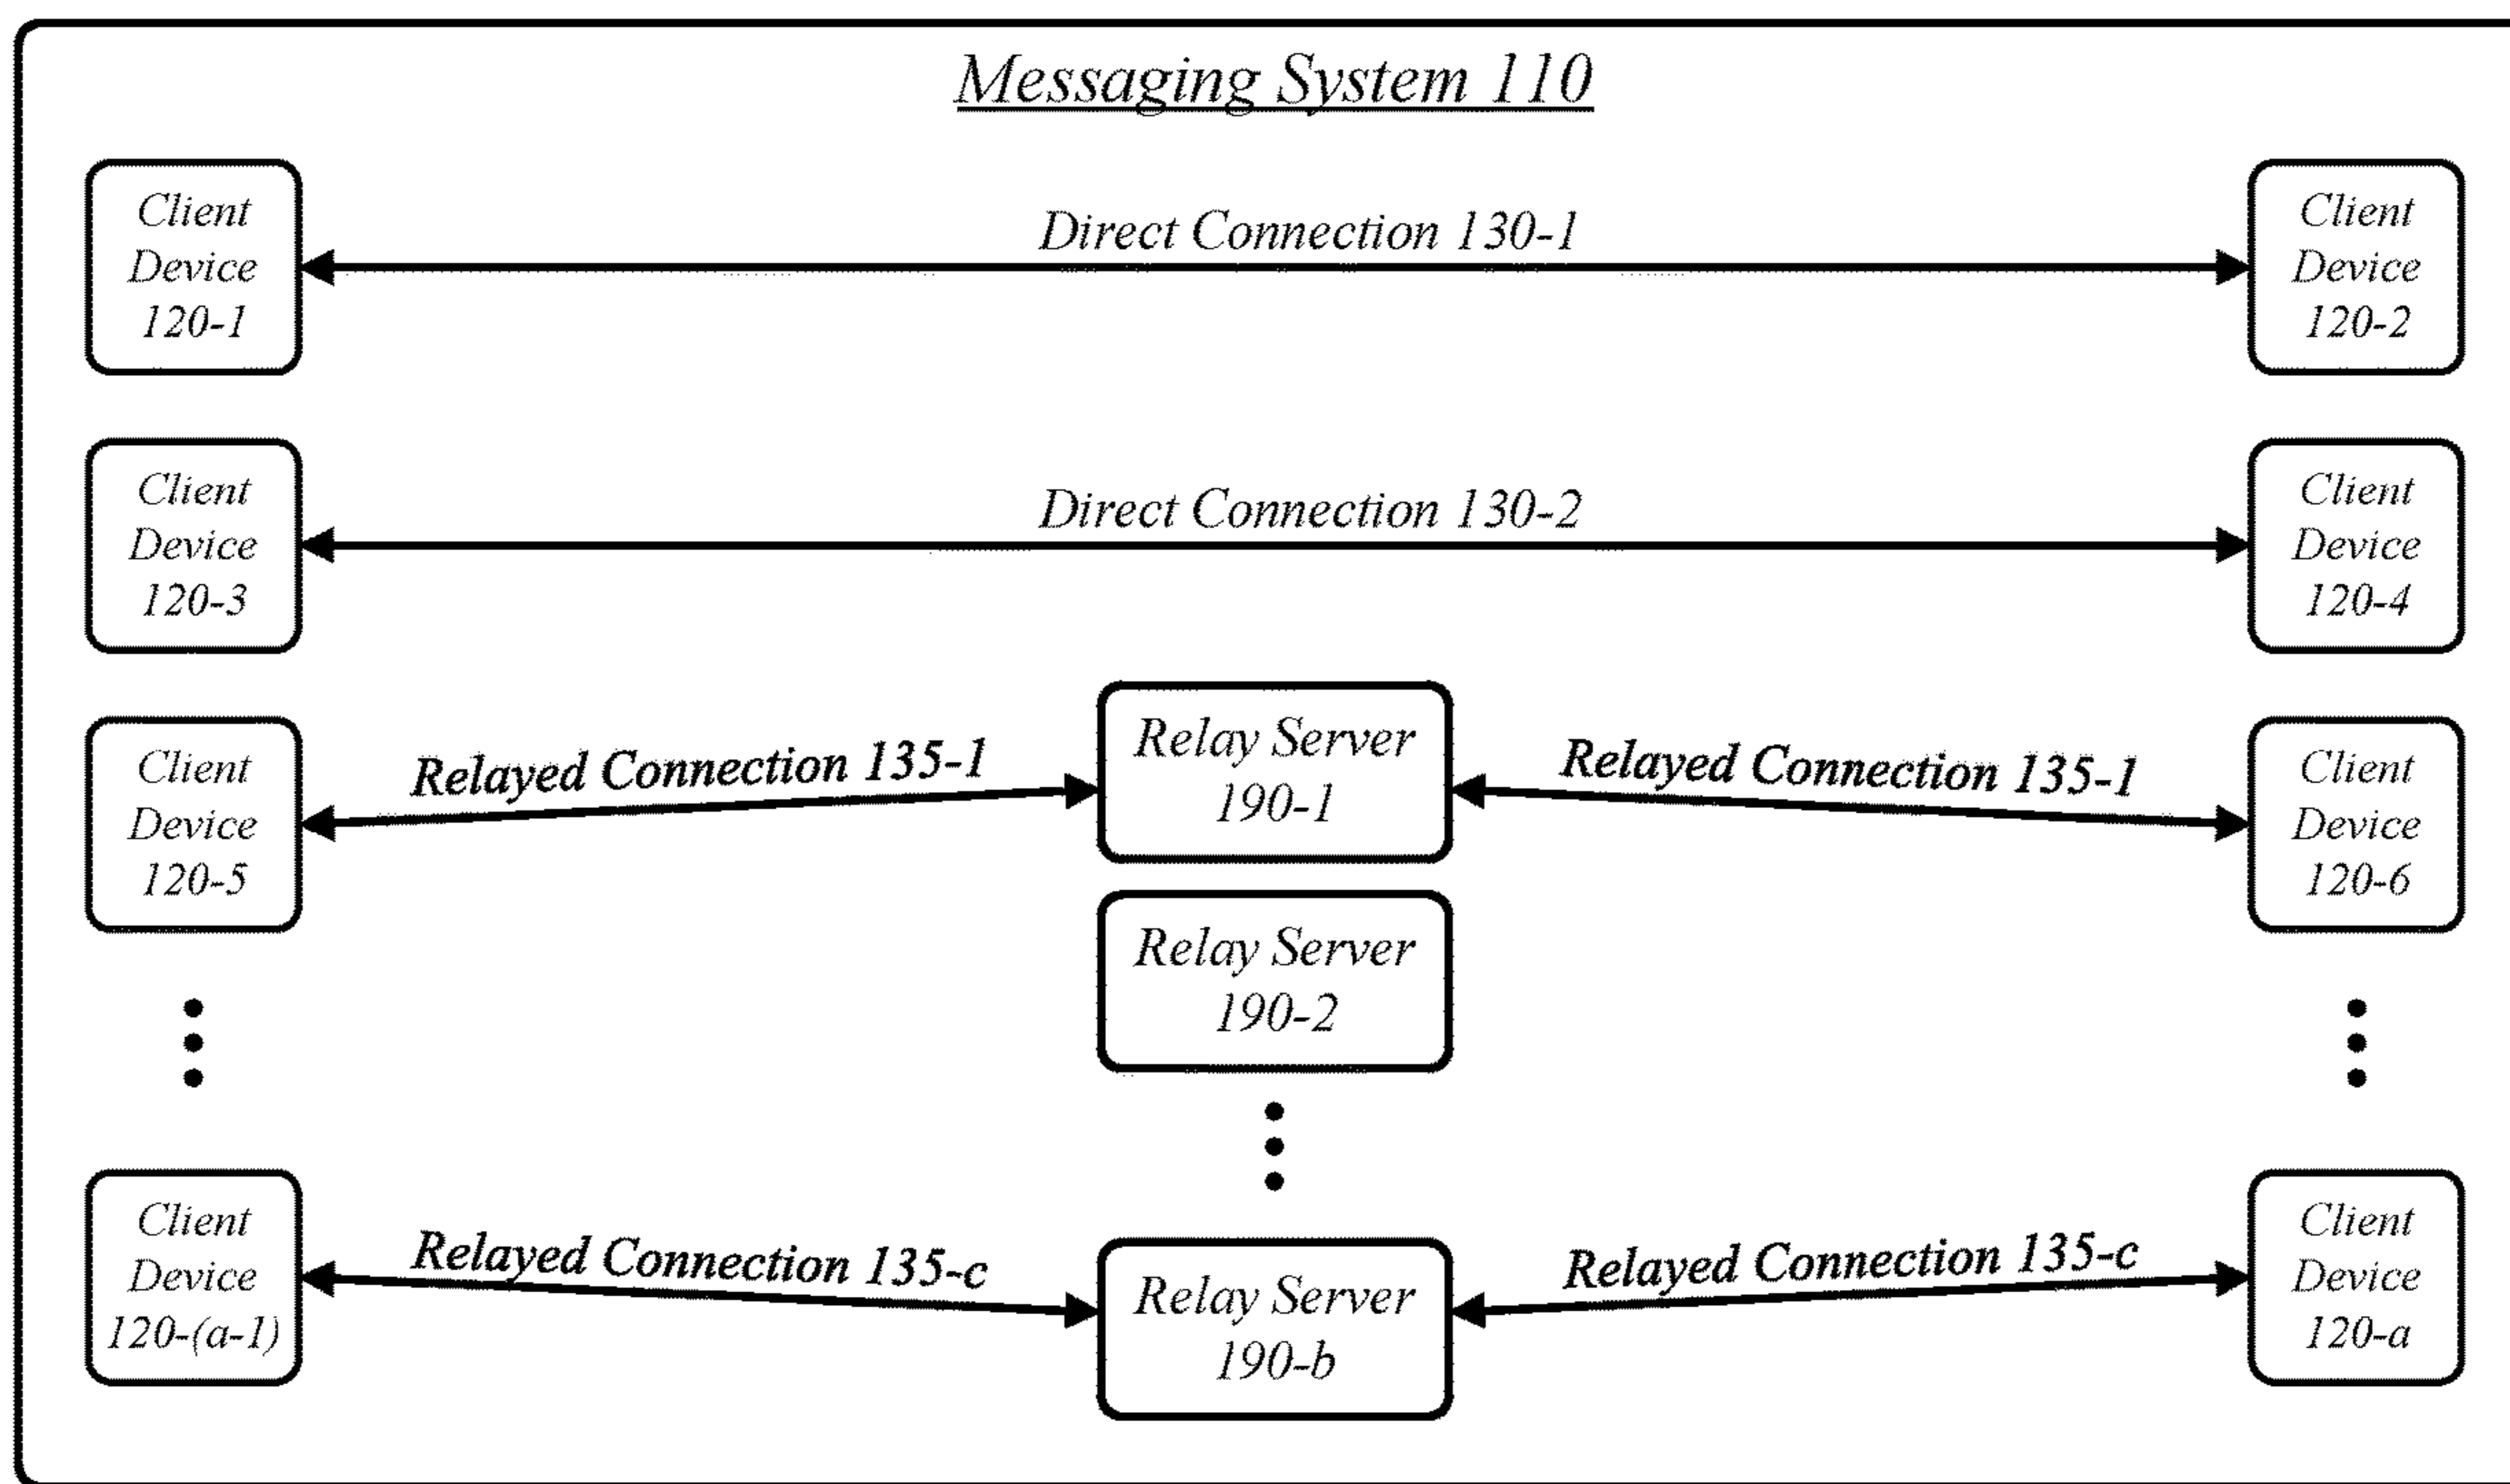 Messaging System 110
Client
Device
120-1
Direct Connection 130-1
Client
Device
120-2
Client
Device
120-3
Direct Connection 130-2
Client
Device
120-4
Client
Device
120-5
Relayed Connection 135-1
Relay Server
190-1
Relayed Connection 135-1
Client
Device
120-6
Relay Server
190-2
Client
Device
120-(a-1)
Relayed Connection 135-c
Relay Server
190-b
Relayed Connection 135-c
Client
Device
120-a